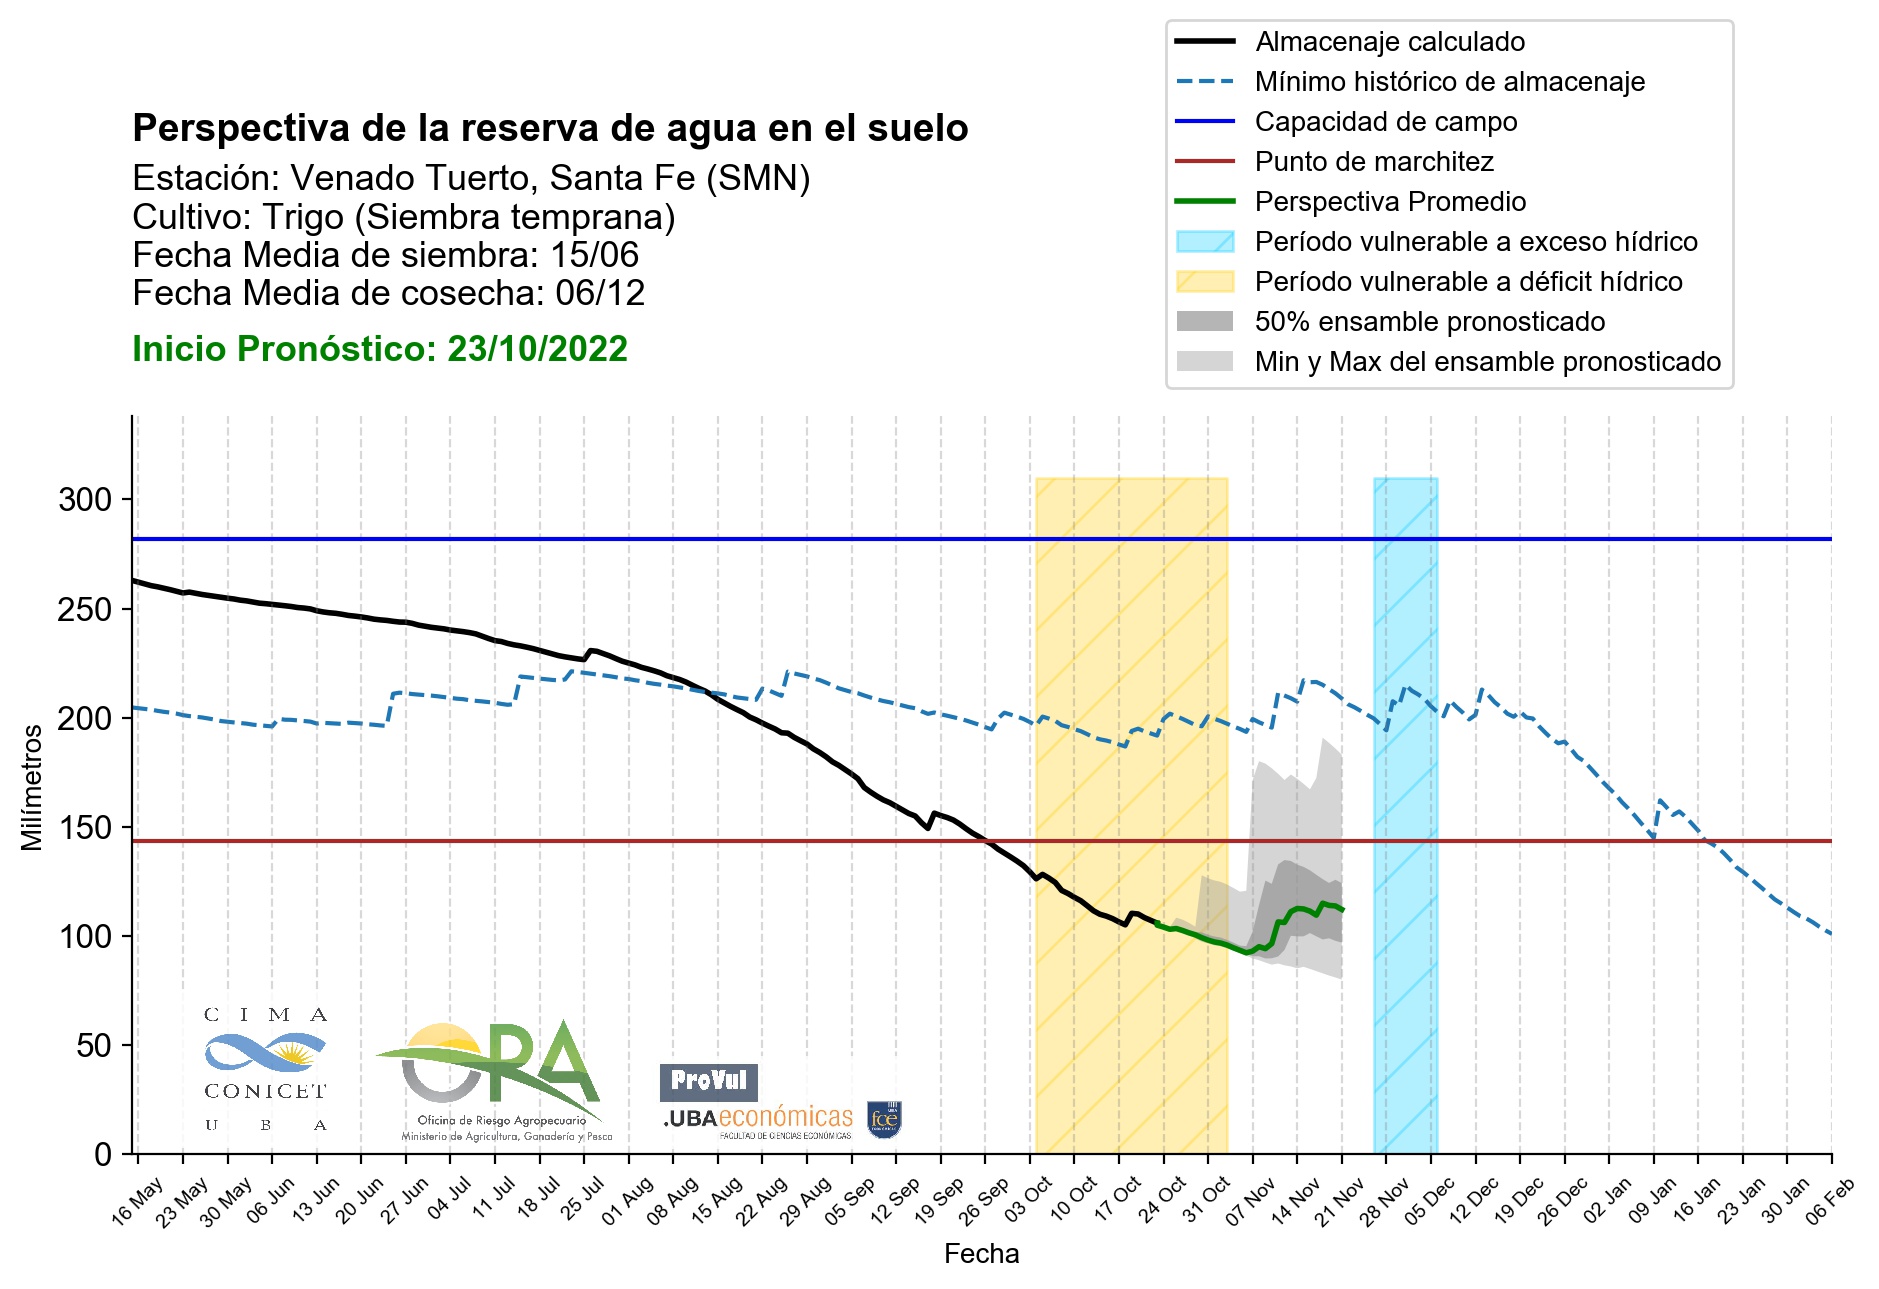 Almacenaje calculado
Mínimo histórico de almacenaje
Capacidad de campo
Punto de marchitez
Perspectiva Promedio
Período vulnerable a exceso hídrico
Período vulnerable a déficit hídrico
50% ensamble pronosticado
Min y Max del ensamble pronosticado
Perspectiva de la reserva de agua en el suelo
Estación: Venado Tuerto, Santa Fe (SMN)
Cultivo: Trigo (Siembra temprana)
Fecha Media de siembra: 15/06
Fecha Media de cosecha: 06/12
Inicio Pronóstico: 23/10/2022
300
250
200
150
100
50
0
Milímetros
CIMA
CONICET
UBA
ORA
Oficina de Riesgo Agropecuario
Ministerio de Agricultura, Ganadería y Pesca
ProVul
.UBAeconómicas
FACULTAD DE CIENCIAS ECONÓMICAS
fce
16 May
23 May
30 May
06 Jun
13 Jun
20 Jun
27 Jun
04 Jul
11 Jul
18 Jul
25 Jul
01 Aug
08 Aug
15 Aug
22 Aug
29 Aug
05 Sep
12 Sep
19 Sep
26 Sep
03 Oct
10 Oct
17 Oct
24 Oct
31 Oct
07 Nov
14 Nov
21 Nov
28 Nov
05 Dec
12 Dec
19 Dec
26 Dec
02 Jan
09 Jan
16 Jan
23 Jan
30 Jan
06 Feb
Fecha